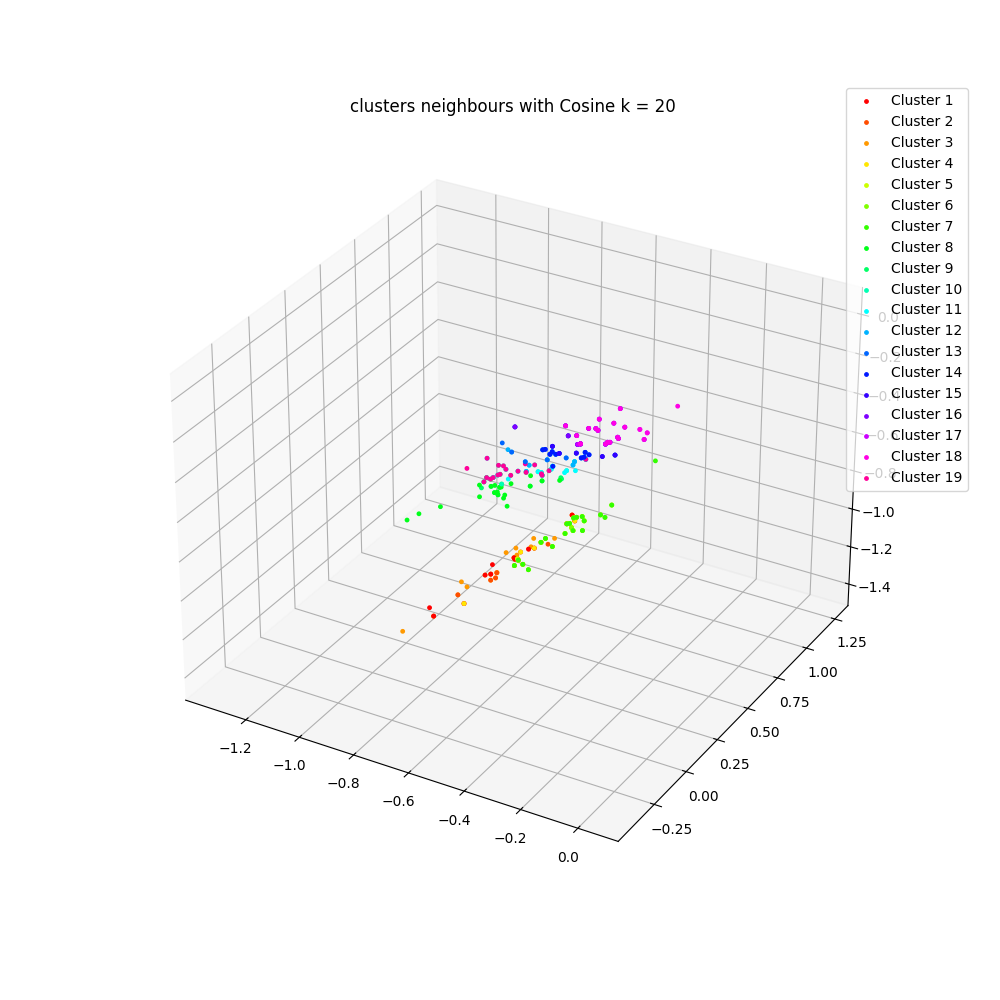 clusters neighbours with Cosine k = 20
Cluster 1
Cluster 2
Cluster 3
Cluster 4
Cluster 5
Cluster 6
Cluster 7
Cluster 8
Cluster 9
Cluster 10
Cluster 11
Cluster 12
Cluster 13
Cluster 14
Cluster 15
Cluster 16
Cluster 17
Cluster 18
Cluster 19
0.0
−0.2
−0.4
−0.6
−0.8
−1.0
−1.2
−1.4
1.25
1.00
0.75
0.50
0.25
0.00
−0.25
−1.2
−1.0
−0.8
−0.6
−0.4
−0.2
0.0